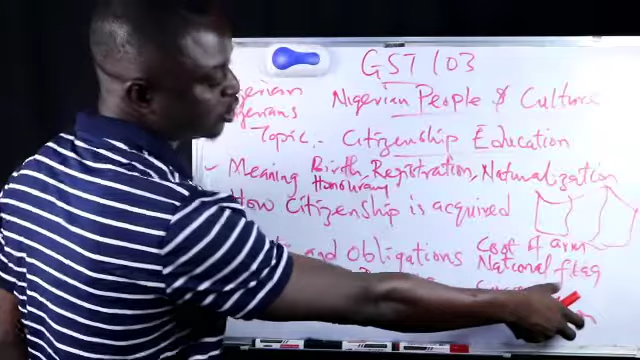 GST 103
Nigerian People & Culture
Topic:- Citizenship Education
Meaning Birth, Registration, Naturalization
Honourary
How Citizenship is acquired
and Obligations Coat of arm
National flag